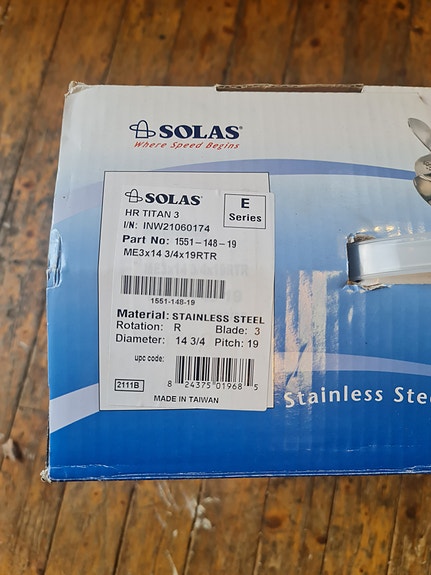 SOLAS®
Where Speed Begins
SOLAS®
E
Series
HR TITAN 3
I/N: INW21060174
Part No: 1551-148-19
ME3x14 3/4x19RTR
1551-148-19
Material: STAINLESS STEEL
Rotation: R Blade: 3
Diameter: 14 3/4 Pitch: 19
upc code:
8 24375 01968 5
2111B
MADE IN TAIWAN
Stainless Ste